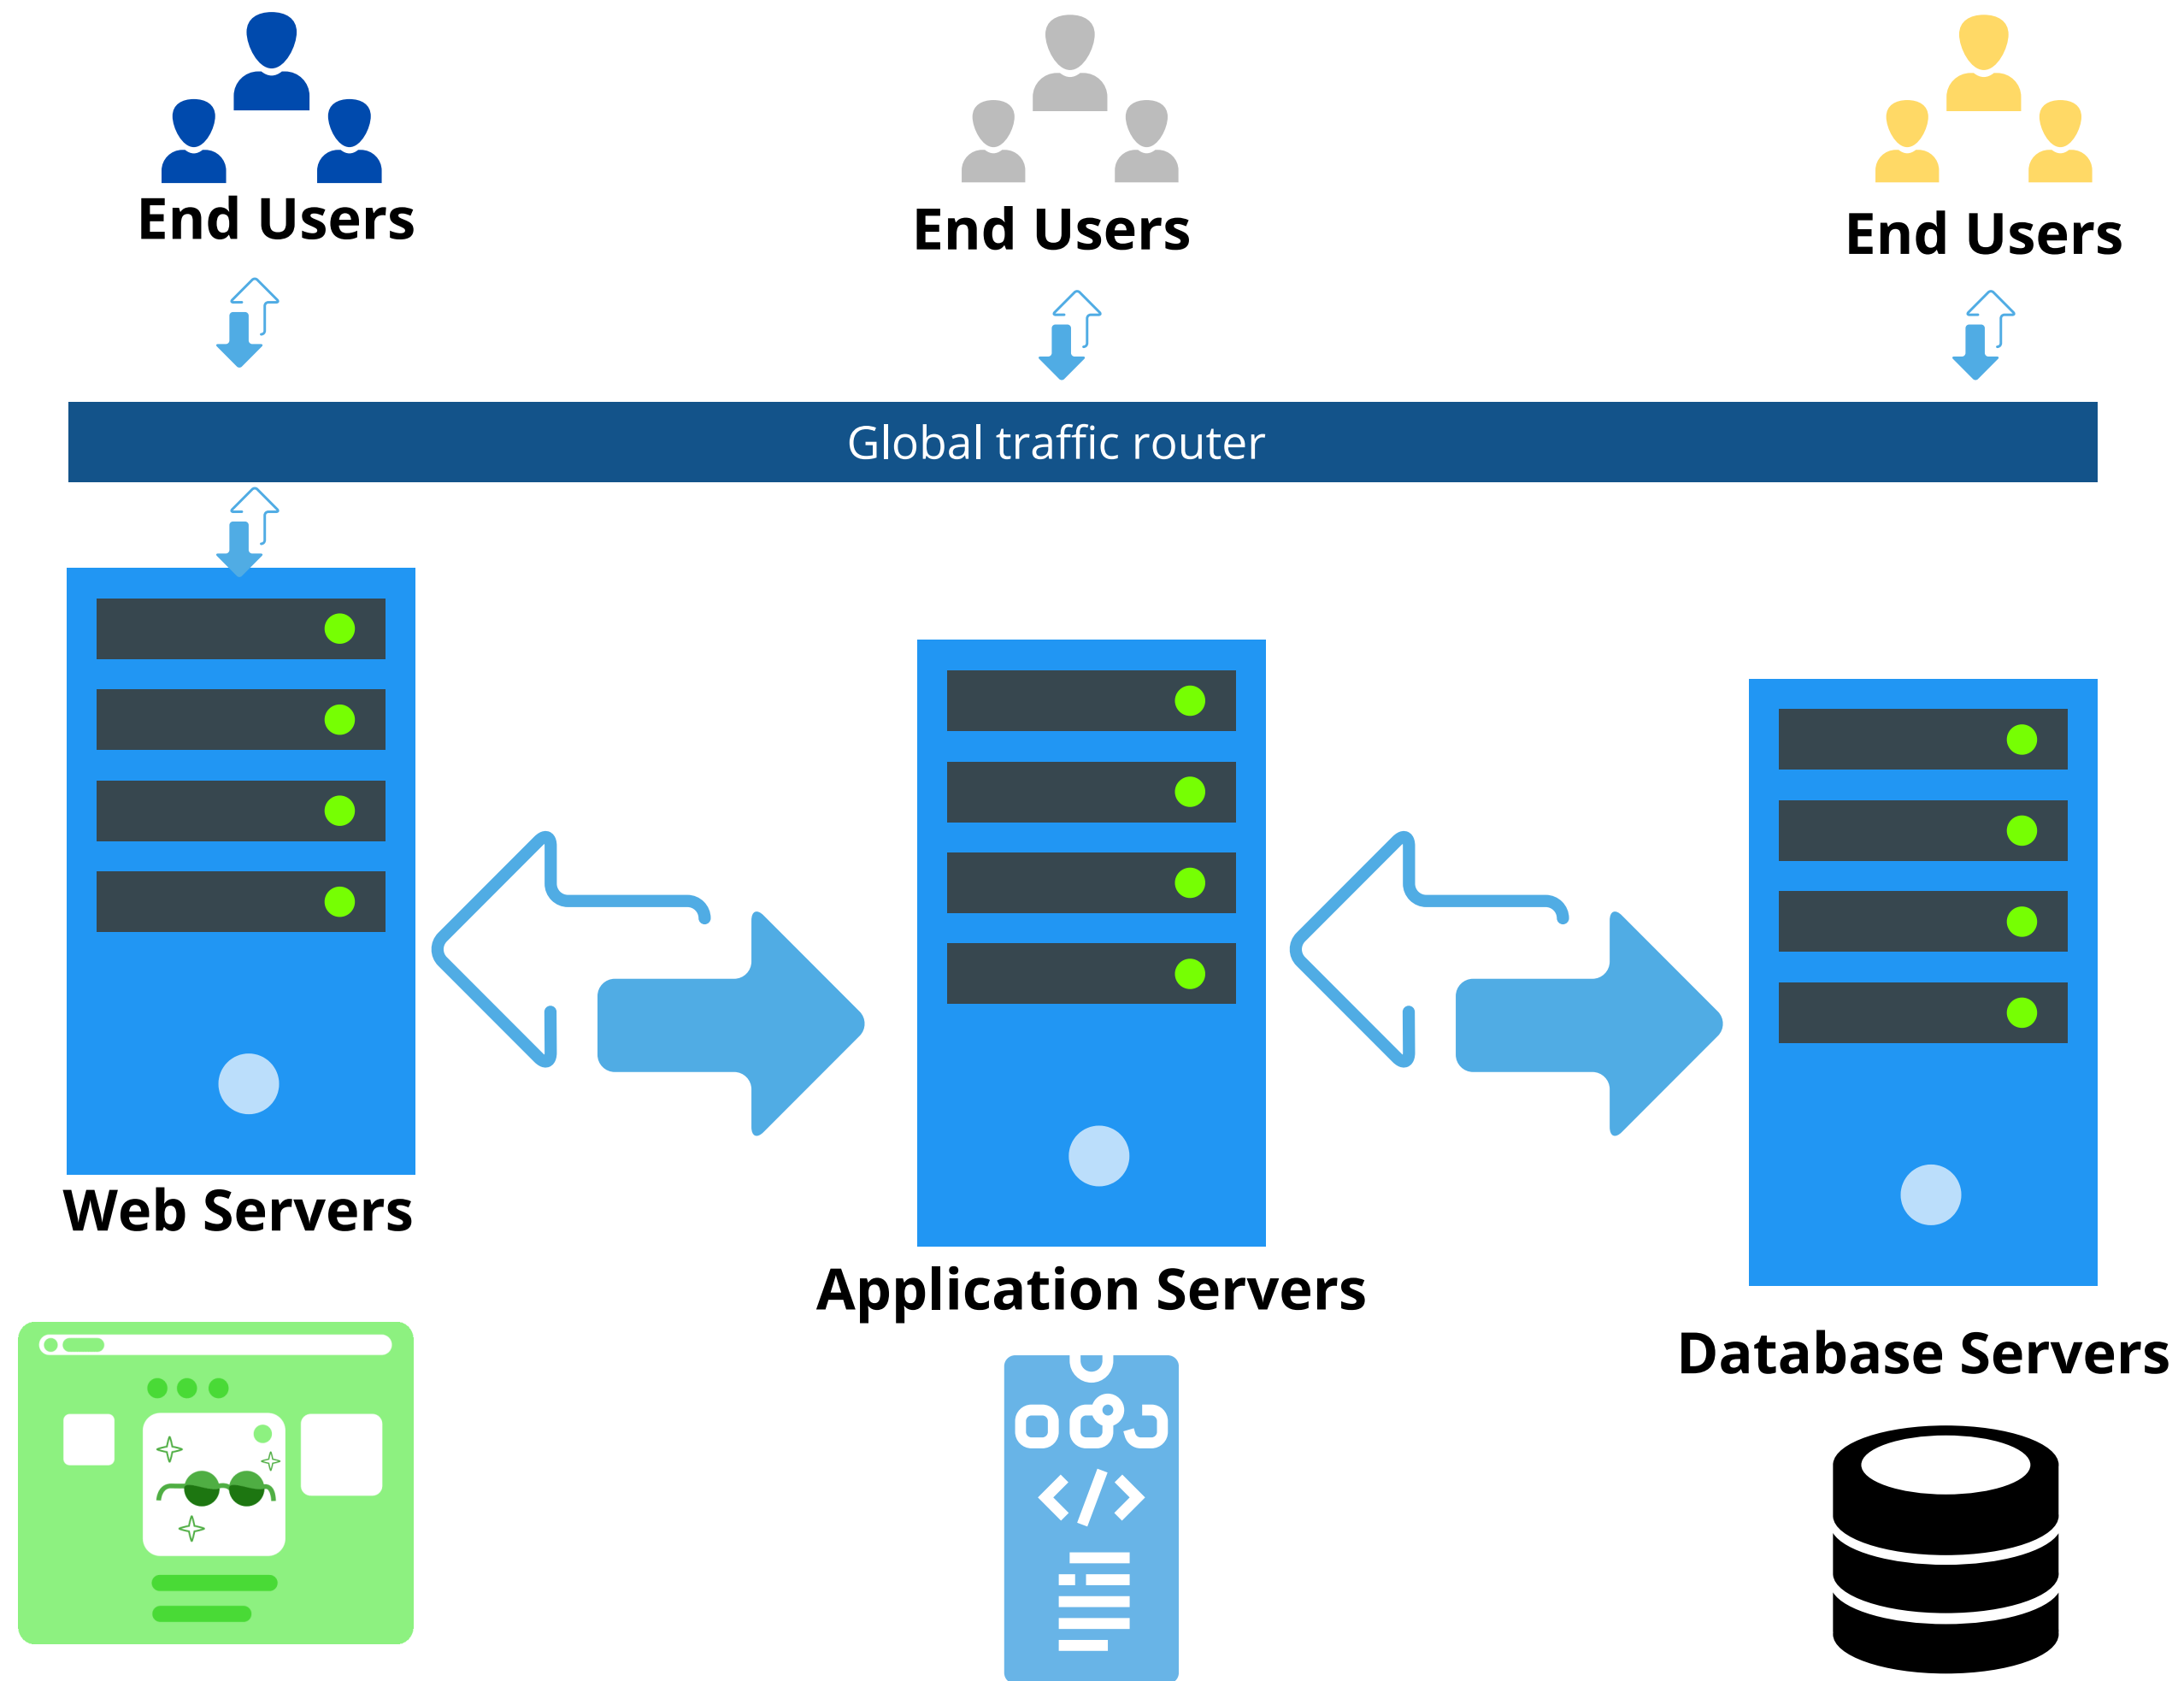 End Users
End Users
End Users
Global traffic router
Web Servers
Application Servers
Database Servers